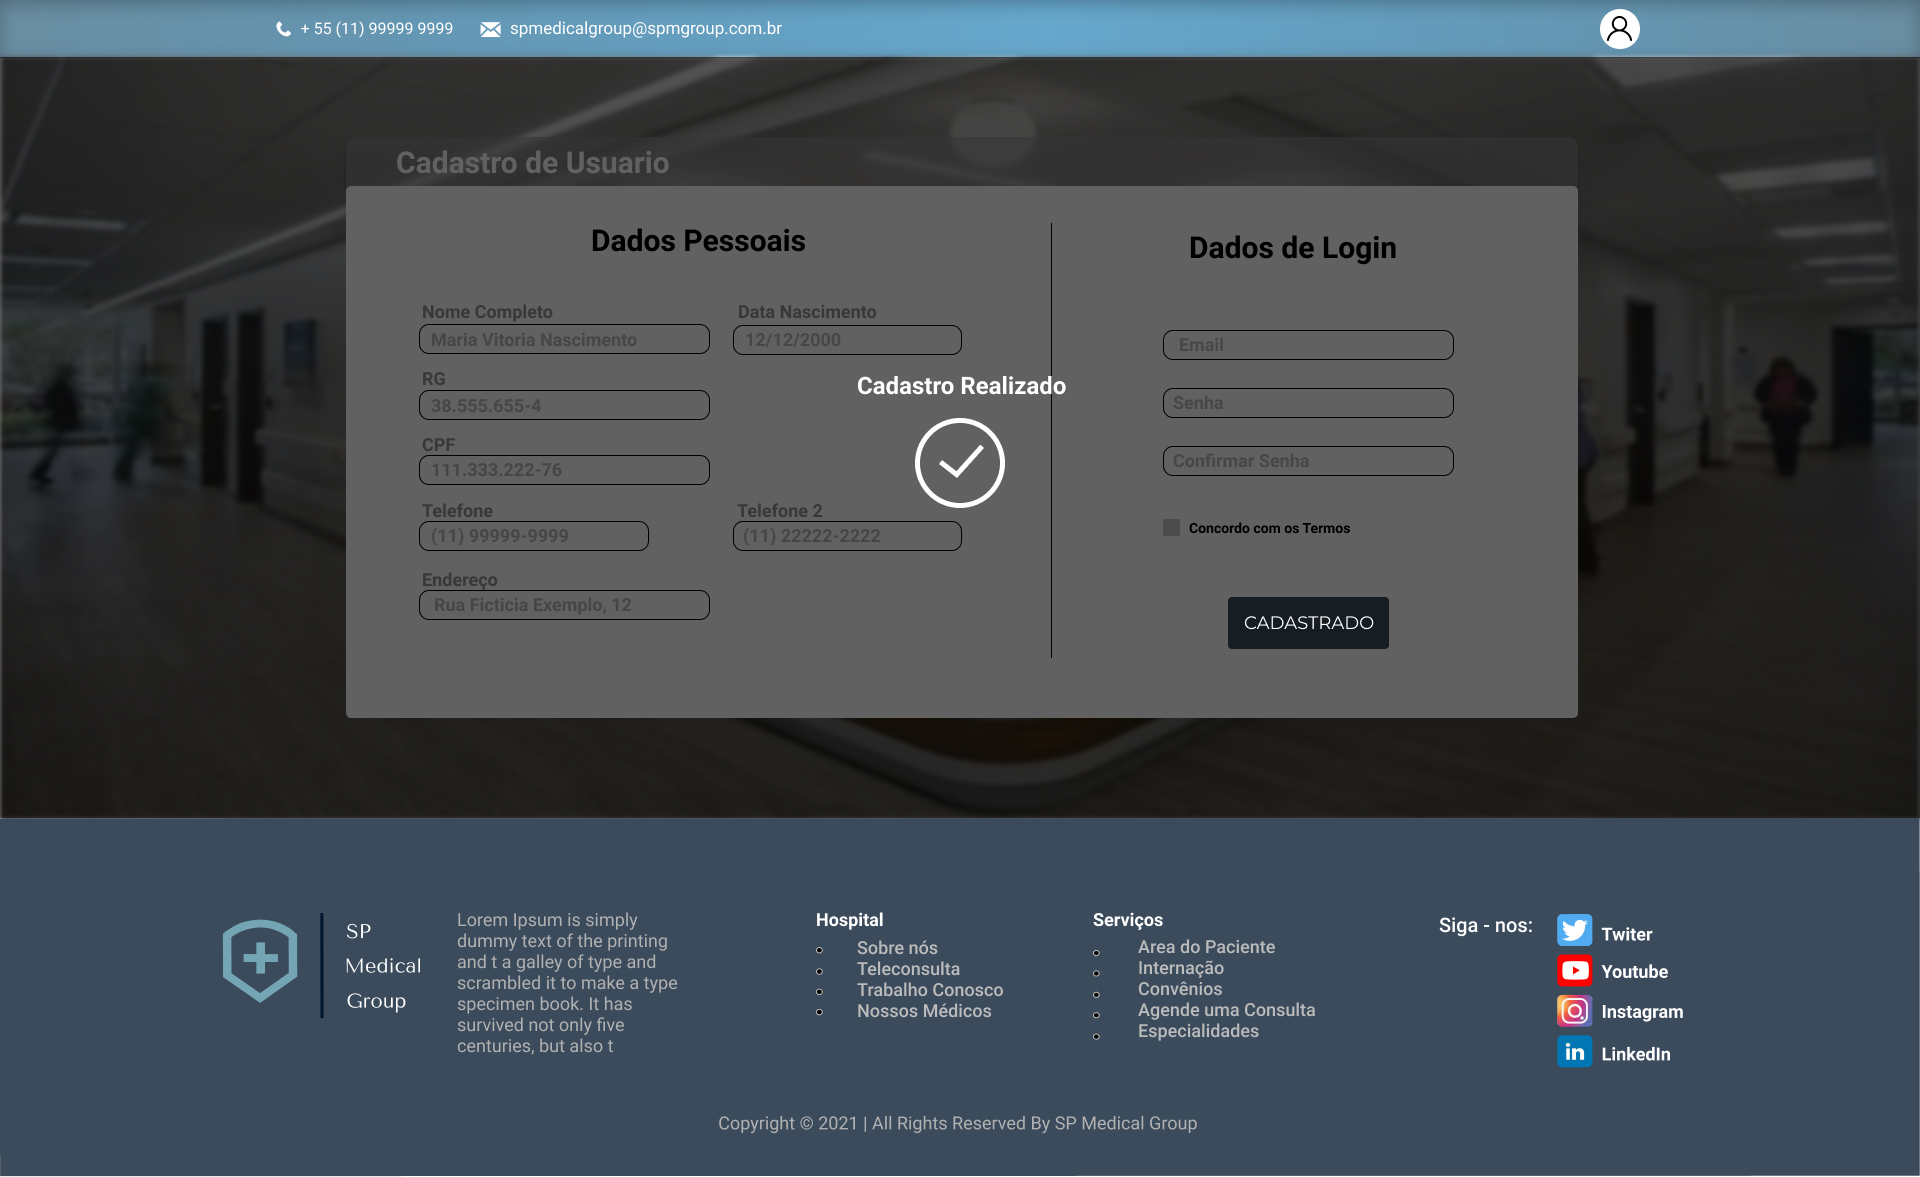 + 55 (11) 99999 9999
spmedicalgroup@spmgroup.com.br
Cadastro de Usuario
Dados Pessoais
Nome Completo
Maria Vitoria Nascimento
Data Nascimento
12/12/2000
RG
38.555.655-4
CPF
111.333.222-76
Telefone
(11) 99999-9999
Telefone 2
(11) 22222-2222
Endereço
Rua Ficticia Exemplo, 12
Cadastro Realizado
Dados de Login
Email
Senha
Confirmar Senha
Concordo com os Termos
CADASTRADO
SP
Medical
Group
Lorem Ipsum is simply
dummy text of the printing
and t a galley of type and
scrambled it to make a type
specimen book. It has
survived not only five
centuries, but also t
Hospital
Sobre nós
Teleconsulta
Trabalho Conosco
Nossos Médicos
Serviços
Area do Paciente
Internação
Convênios
Agende uma Consulta
Especialidades
Siga - nos:
Twiter
Youtube
Instagram
in
LinkedIn
Copyright © 2021 | All Rights Reserved By SP Medical Group